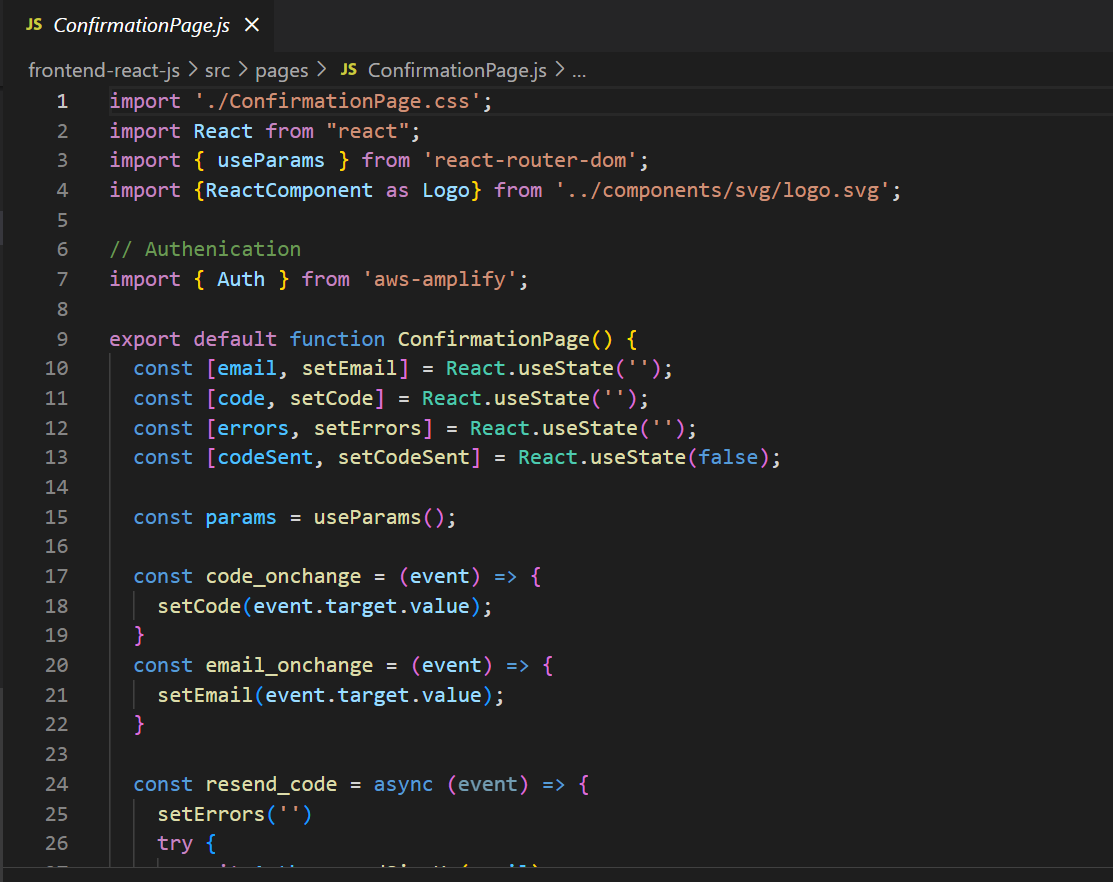 JS ConfirmationPage.js ×
frontend-react-js > src > pages > JS ConfirmationPage.js > ...
1 import './ConfirmationPage.css';
2 import React from "react";
3 import { useParams } from 'react-router-dom';
4 import {ReactComponent as Logo} from '../components/svg/logo.svg';
5
6 // Authenication
7 import { Auth } from 'aws-amplify';
8
9 export default function ConfirmationPage() {
10 const [email, setEmail] = React.useState('');
11 const [code, setCode] = React.useState('');
12 const [errors, setErrors] = React.useState('');
13 const [codeSent, setCodeSent] = React.useState(false);
14
15 const params = useParams();
16
17 const code_onchange = (event) => {
18 setCode(event.target.value);
19 }
20 const email_onchange = (event) => {
21 setEmail(event.target.value);
22 }
23
24 const resend_code = async (event) => {
25 setErrors('')
26 try {